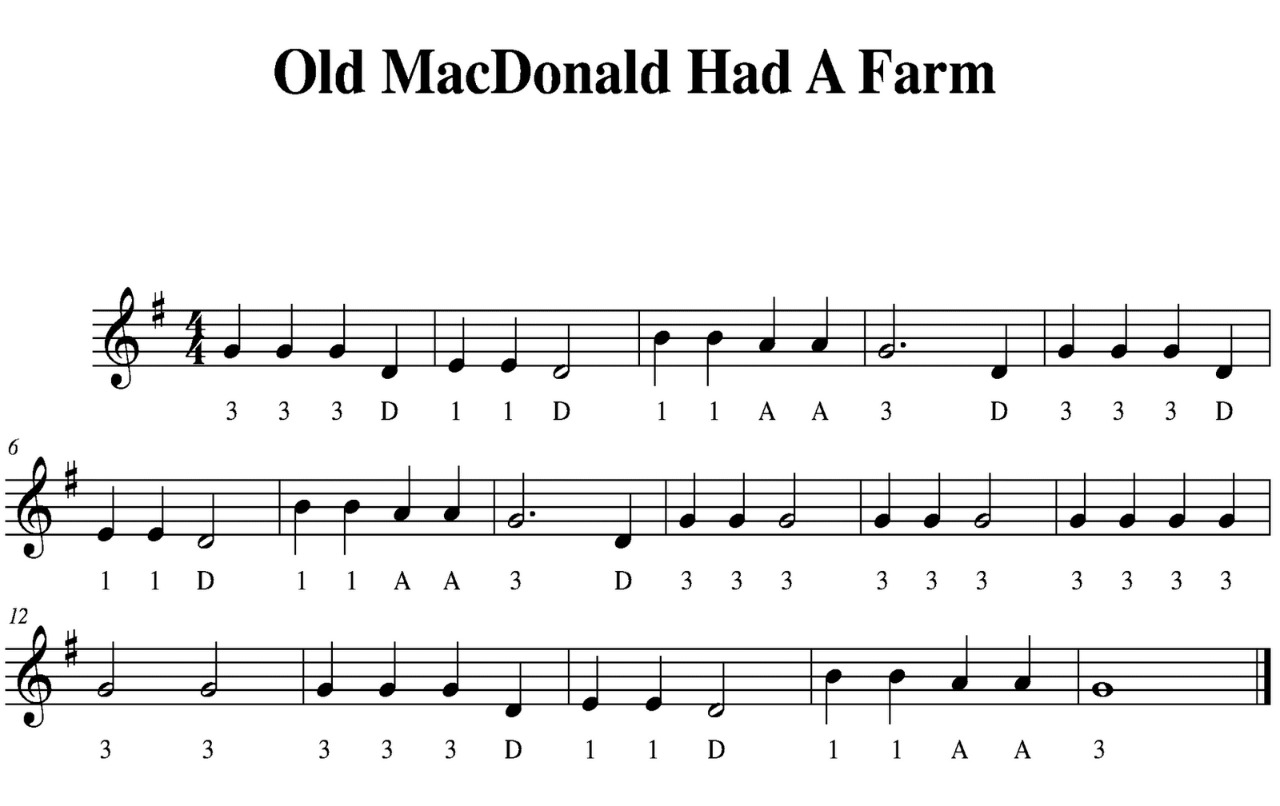 Old MacDonald Had A Farm
4
4
3 3 3 D 1 1 D 1 1 A A 3 D 3 3 3 D
6
1 1 D 1 1 A A 3 D 3 3 3 3 3 3 3 3 3 3
12
3 3 3 3 3 D 1 1 D 1 1 A A 3